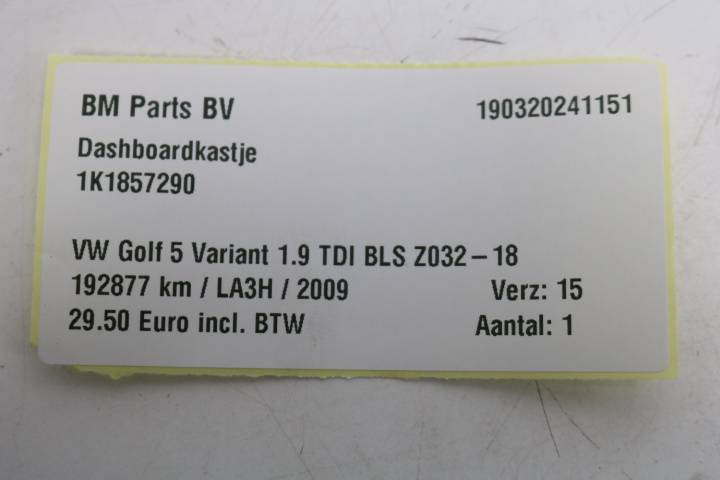 BM Parts BV 190320241151
Dashboardkastje
1K1857290
VW Golf 5 Variant 1.9 TDI BLS Z032-18
192877 km / LA3H / 2009 Verz: 15
29.50 Euro incl. BTW Aantal: 1